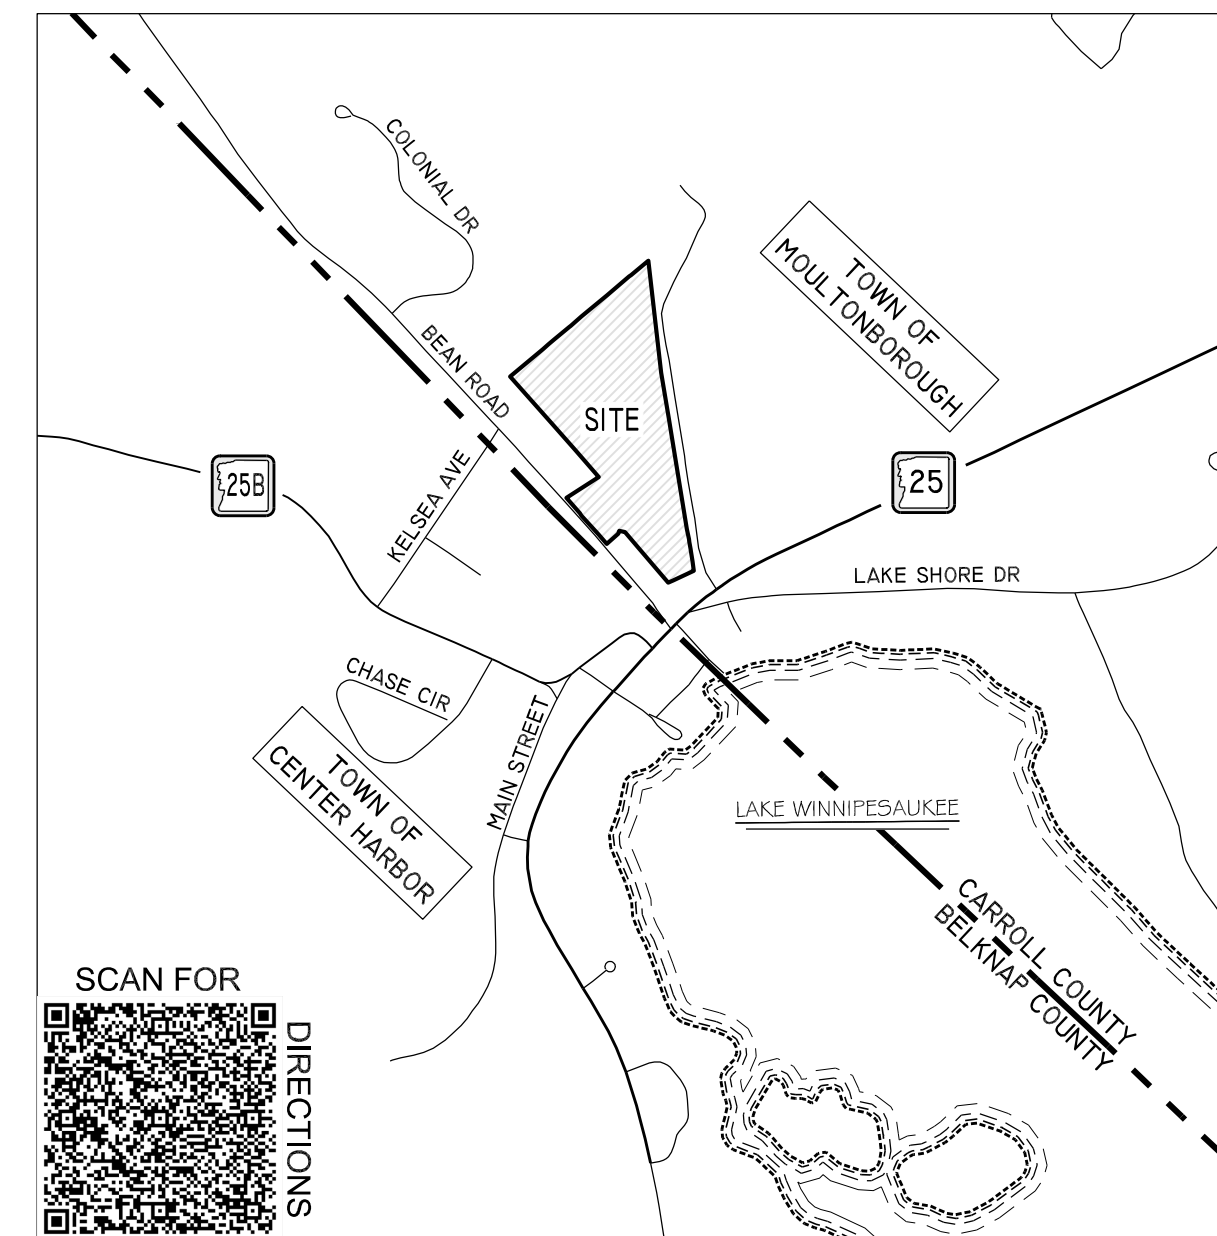 COLONIAL DR
TOWN OF
MOULTONBOROUGH
BEAN ROAD
SITE
25B
KELSEA AVE
25
LAKE SHORE DR
CHASE CIR
MAIN STREET
TOWN OF
CENTER HARBOR
LAKE WINNIPESAUKEE
CARROLL COUNTY
BELKNAP COUNTY
SCAN FOR
DIRECTIONS